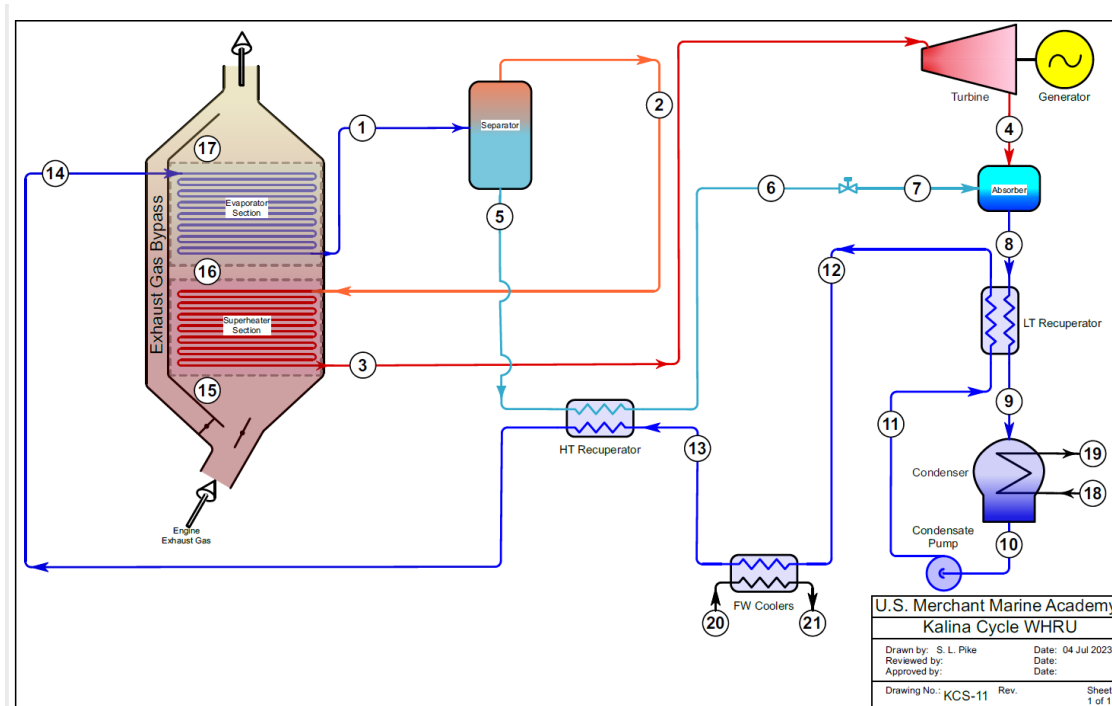 Turbine
Generator
1
Separator
2
4
17
14
Evaporator
Section
Exhaust Gas Bypass
5
6
7
Absorber
8
16
12
Superheater
Section
LT Recuperator
3
15
9
11
HT Recuperator
13
19
Condenser
18
Engine
Exhaust Gas
Condensate
Pump
10
FW Coolers
20
21
U.S. Merchant Marine Academy
Kalina Cycle WHRU
Drawn by: S. L. Pike Date: 04 Jul 2023
Reviewed by: Date:
Approved by: Date:
Drawing No.: KCS-11 Rev. Sheet
1 of 1